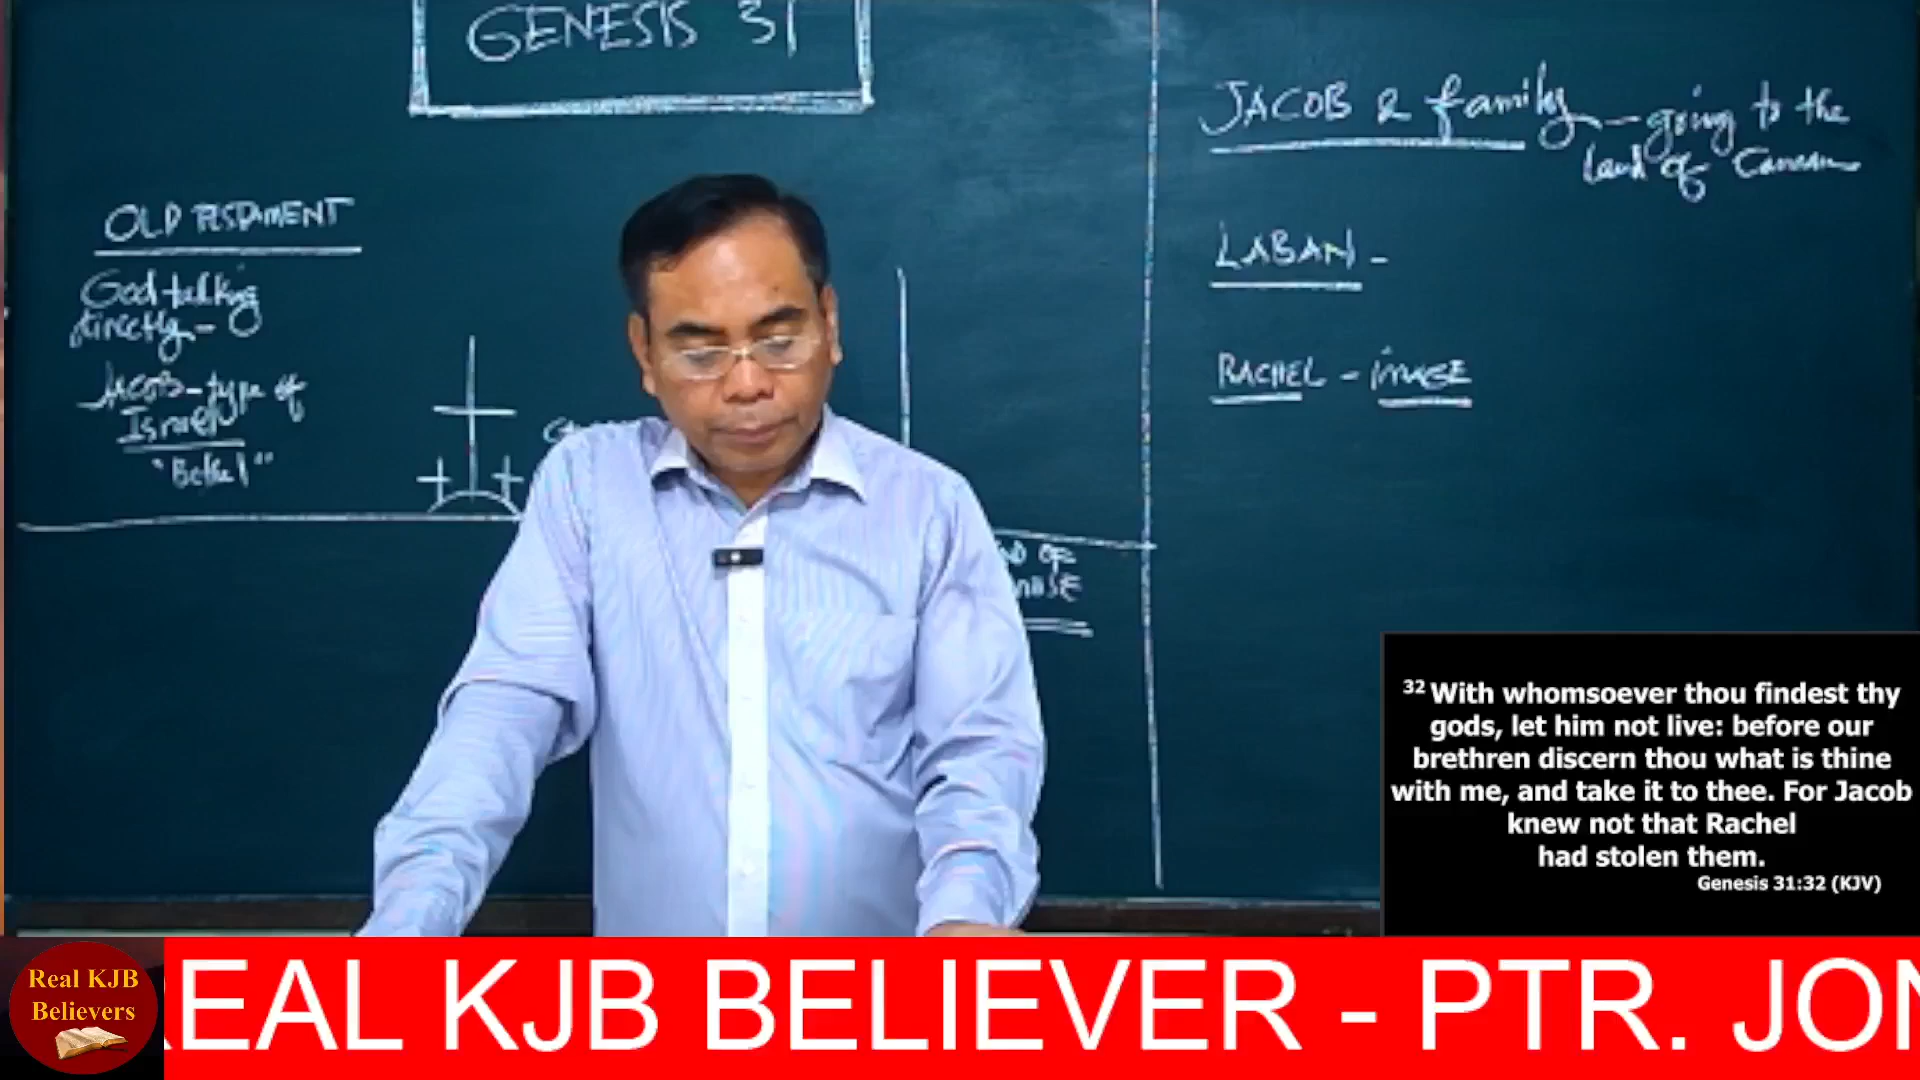 GENESIS 31
OLD TESTAMENT
God talking
directly -
Jacob - type of
Israel
"Bethel"
JACOB & family - going to the
land of Canaan
LABAN -
RACHEL - IMAGE
OF
32 With whomsoever thou findest thy
gods, let him not live: before our
brethren discern thou what is thine
with me, and take it to thee. For Jacob
knew not that Rachel
had stolen them.
Genesis 31:32 (KJV)
Real KJB
Believers
EAL KJB BELIEVER - PTR. JON